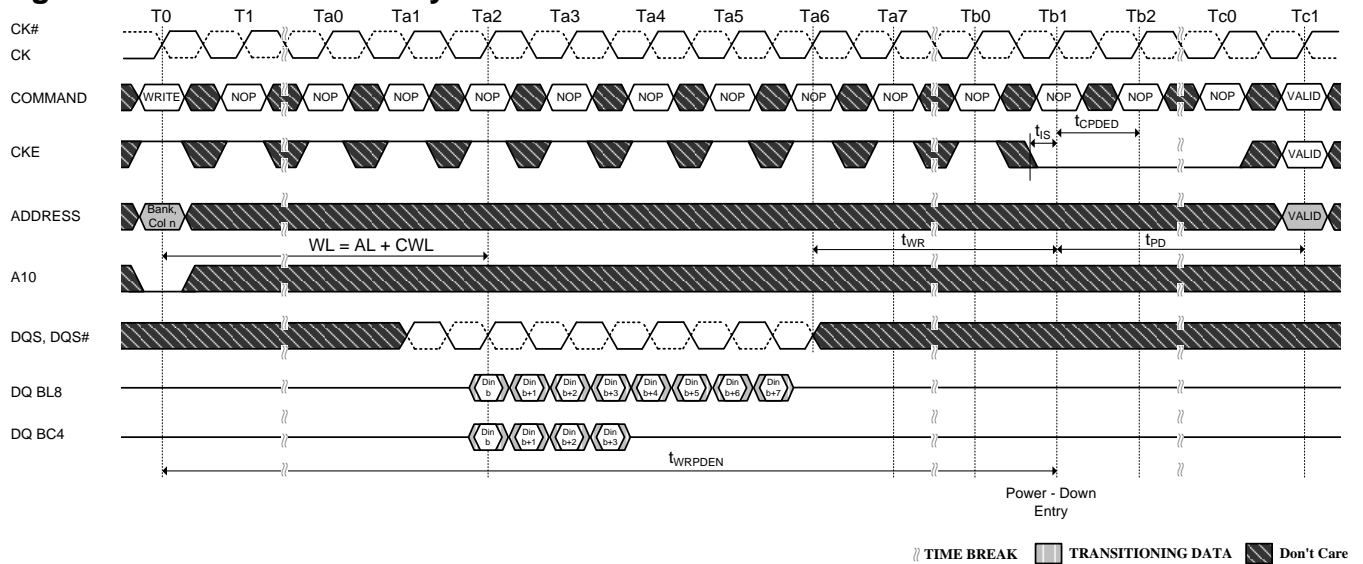 T0 T1 Ta0 Ta1 Ta2 Ta3 Ta4 Ta5 Ta6 Ta7 Tb0 Tb1 Tb2 Tc0 Tc1
CK#
CK
COMMAND WRITE NOP NOP NOP NOP NOP NOP NOP NOP NOP NOP NOP NOP NOP VALID
tIS tCPDED
CKE VALID
ADDRESS Bank, Col n VALID
WL = AL + CWL tWR tPD
A10
DQS, DQS#
DQ BL8 Din b Din b+1 Din b+2 Din b+3 Din b+4 Din b+5 Din b+6 Din b+7
DQ BC4 Din b Din b+1 Din b+2 Din b+3
tWRPDEN
Power - Down
Entry
TIME BREAK TRANSITIONING DATA Don't Care